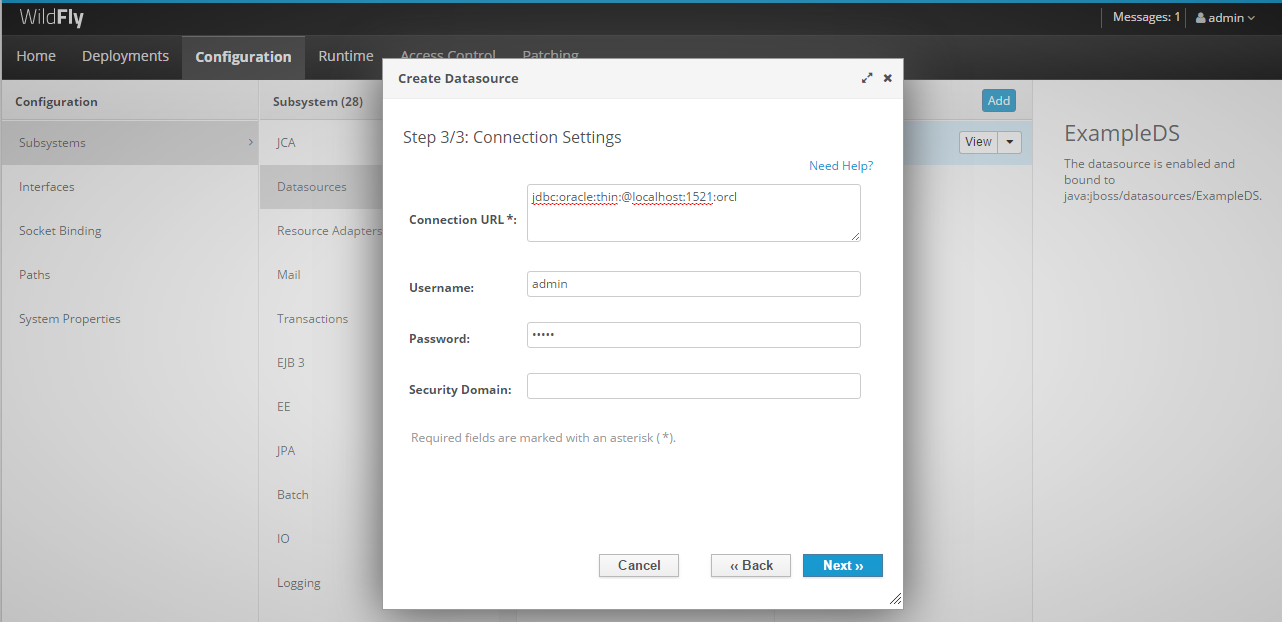 WildFly
Messages: 1
admin
Home
Deployments
Configuration
Runtime
Access Control
Patching
Configuration
Subsystems
Interfaces
Socket Binding
Paths
System Properties
Subsystem (28)
JCA
Datasources
Resource Adapters
Mail
Transactions
EJB 3
EE
JPA
Batch
IO
Logging
Create Datasource
Step 3/3: Connection Settings
Need Help?
Connection URL *:
jdbc:oracle:thin:@localhost:1521:orcl
Username:
admin
Password:
•••••
Security Domain:
Required fields are marked with an asterisk (*).
Cancel
‹‹ Back
Next ››
Add
View
ExampleDS
The datasource is enabled and
bound to
java:jboss/datasources/ExampleDS.